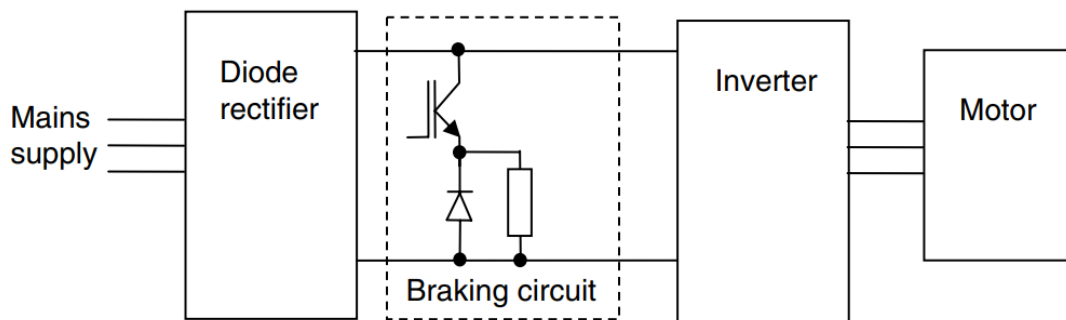 Mains
supply
Diode
rectifier
Braking circuit
Inverter
Motor